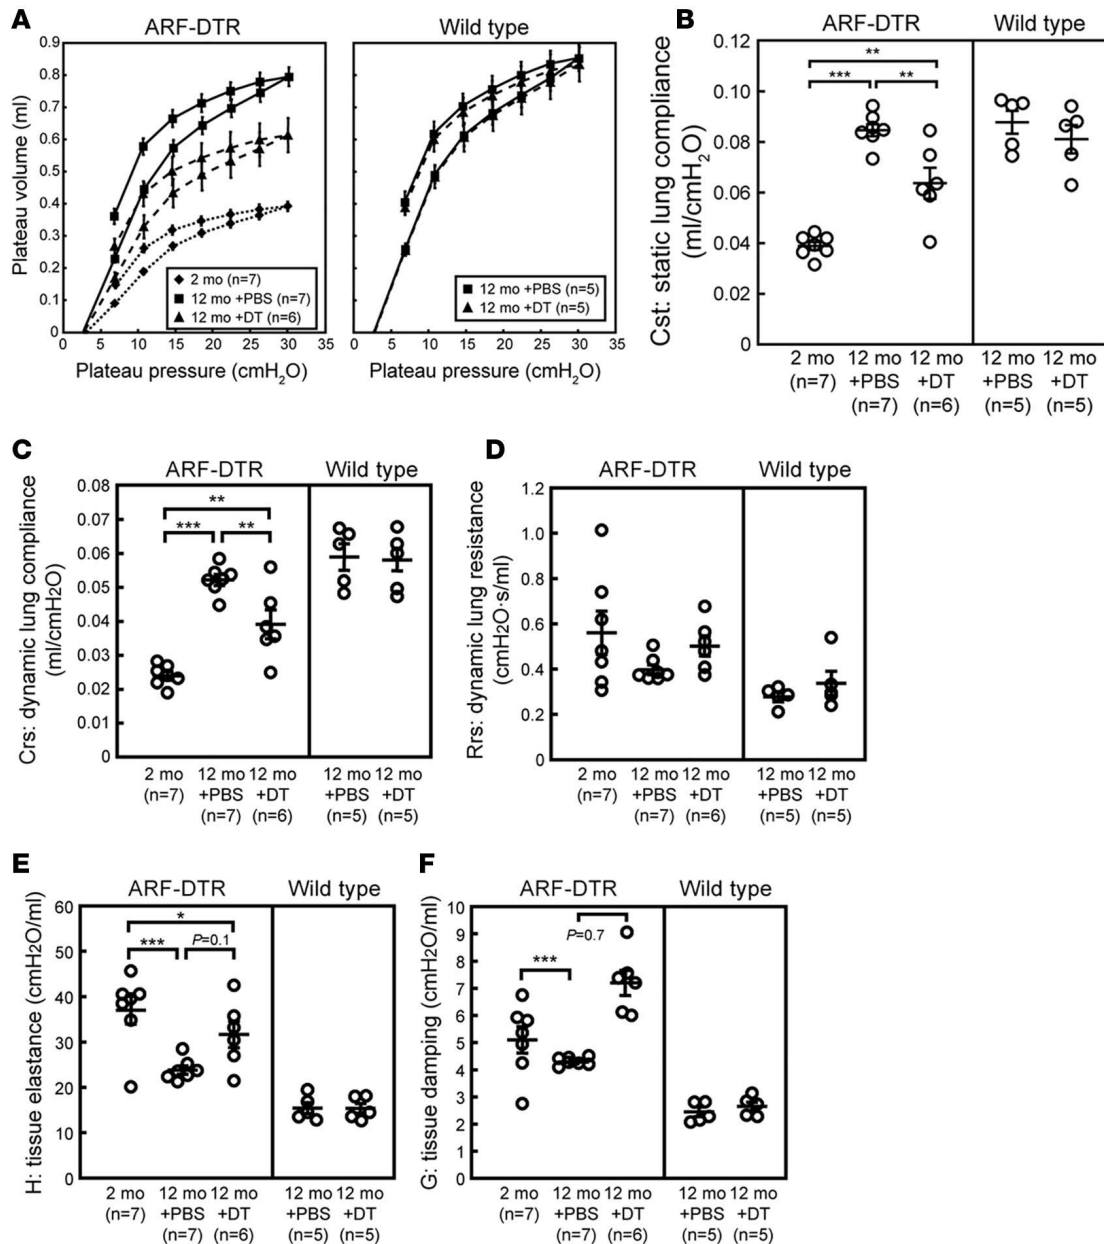 A
ARF-DTR
Wild type
Plateau volume (ml)
0.9
0.8
0.7
0.6
0.5
0.4
0.3
0.2
0.1
0
2 mo (n=7)
12 mo +PBS (n=7)
12 mo +DT (n=6)
12 mo +PBS (n=5)
12 mo +DT (n=5)
0 5 10 15 20 25 30 35
0 5 10 15 20 25 30 35
Plateau pressure (cmH2O)
Plateau pressure (cmH2O)
B
ARF-DTR
Wild type
Cst: static lung compliance
(ml/cmH2O)
0.12
0.10
0.08
0.06
0.04
0.02
0
**
***
**
2 mo 12 mo 12 mo 12 mo 12 mo
(n=7) +PBS +DT +PBS +DT
(n=7) (n=6) (n=5) (n=5)
C
ARF-DTR
Wild type
Crs: dynamic lung compliance
(ml/cmH2O)
0.08
0.07
0.06
0.05
0.04
0.03
0.02
0.01
0
**
***
**
2 mo 12 mo 12 mo 12 mo 12 mo
(n=7) +PBS +DT +PBS +DT
(n=7) (n=6) (n=5) (n=5)
D
ARF-DTR
Wild type
Rrs: dynamic lung resistance
(cmH2O·s/ml)
1.2
1.0
0.8
0.6
0.4
0.2
0
2 mo 12 mo 12 mo 12 mo 12 mo
(n=7) +PBS +DT +PBS +DT
(n=7) (n=6) (n=5) (n=5)
E
ARF-DTR
Wild type
H: tissue elastance (cmH2O/ml)
60
50
40
30
20
10
0
*
***
P=0.1
2 mo 12 mo 12 mo 12 mo 12 mo
(n=7) +PBS +DT +PBS +DT
(n=7) (n=6) (n=5) (n=5)
F
ARF-DTR
Wild type
G: tissue damping (cmH2O/ml)
10
9
8
7
6
5
4
3
2
1
0
P=0.7
***
2 mo 12 mo 12 mo 12 mo 12 mo
(n=7) +PBS +DT +PBS +DT
(n=7) (n=6) (n=5) (n=5)